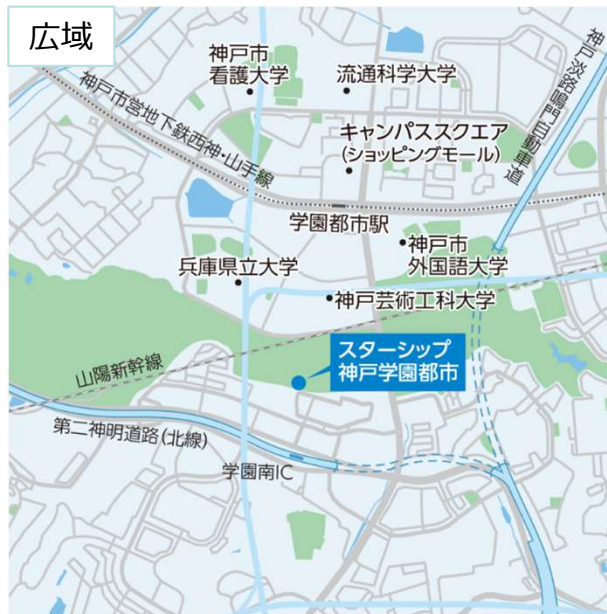 広域
神戸市
看護大学
流通科学大学
神戸淡路鳴門自動車道
神戸市営地下鉄西神・山手線
キャンパススクエア
(ショッピングモール)
学園都市駅
神戸市
外国語大学
兵庫県立大学
神戸芸術工科大学
スターシップ
神戸学園都市
山陽新幹線
第二神明道路(北線)
学園南IC